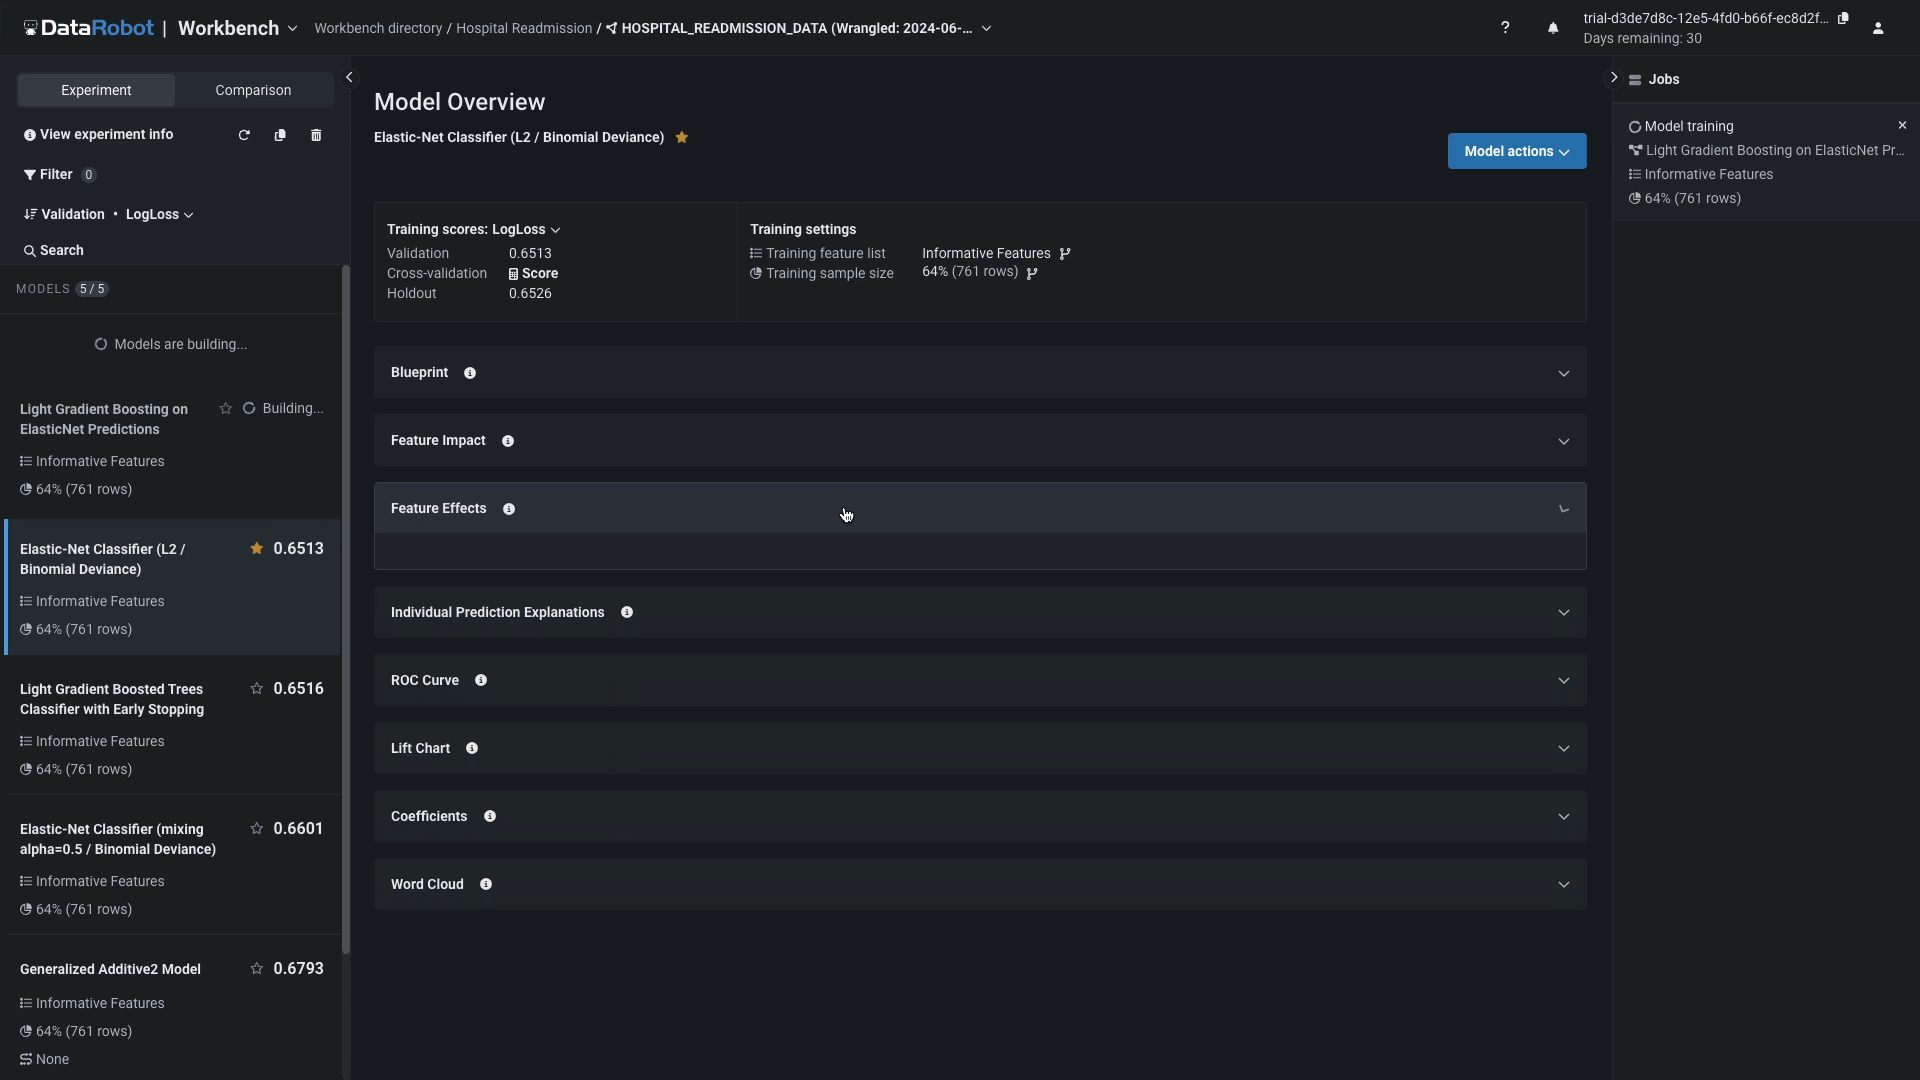 DataRobot | Workbench
Workbench directory / Hospital Readmission / HOSPITAL_READMISSION_DATA (Wrangled: 2024-06-...
?
trial-d3de7d8c-12e5-4fd0-b66f-ec8d2f...
Days remaining: 30
Experiment
Comparison
View experiment info
Filter 0
Validation • LogLoss
Search
MODELS 5 / 5
Models are building...
Light Gradient Boosting on
ElasticNet Predictions
Building...
Informative Features
64% (761 rows)
Elastic-Net Classifier (L2 /
Binomial Deviance)
0.6513
Informative Features
64% (761 rows)
Light Gradient Boosted Trees
Classifier with Early Stopping
0.6516
Informative Features
64% (761 rows)
Elastic-Net Classifier (mixing
alpha=0.5 / Binomial Deviance)
0.6601
Informative Features
64% (761 rows)
Generalized Additive2 Model
0.6793
Informative Features
64% (761 rows)
None
Model Overview
Elastic-Net Classifier (L2 / Binomial Deviance)
Model actions
Training scores: LogLoss
Validation 0.6513
Cross-validation Score
Holdout 0.6526
Training settings
Training feature list Informative Features
Training sample size 64% (761 rows)
Blueprint
Feature Impact
Feature Effects
Individual Prediction Explanations
ROC Curve
Lift Chart
Coefficients
Word Cloud
Jobs
Model training
Light Gradient Boosting on ElasticNet Pr...
Informative Features
64% (761 rows)